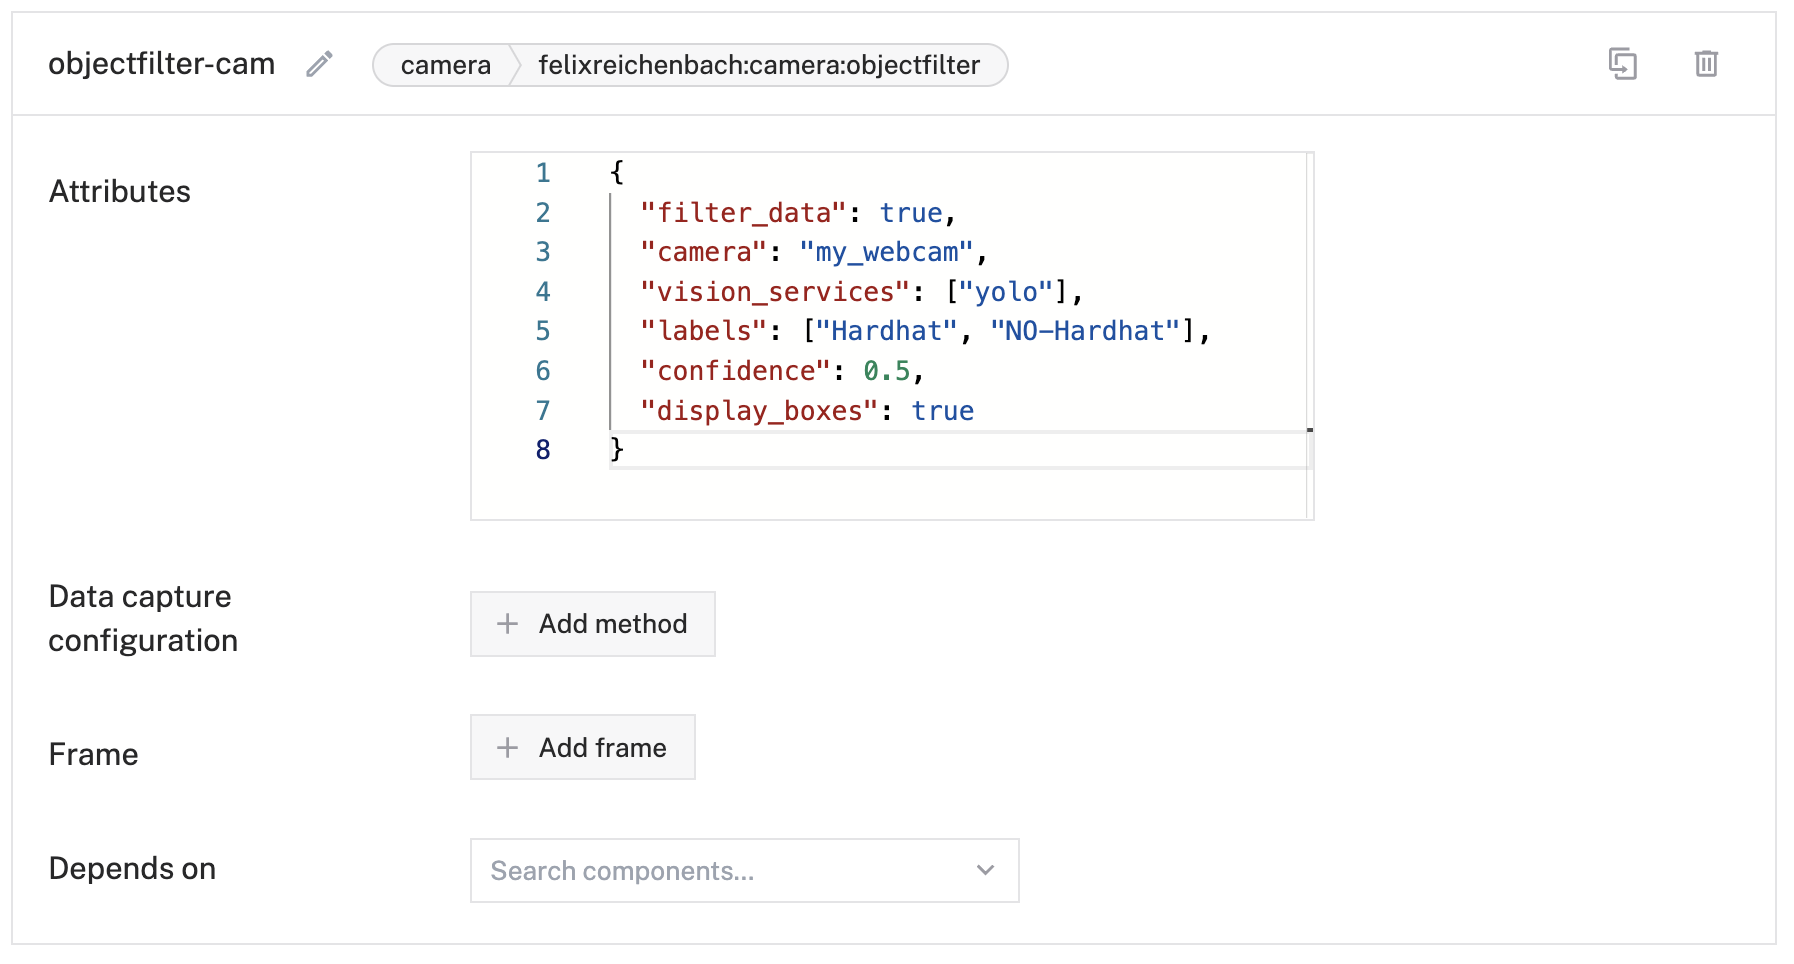 objectfilter-cam camera felixreichenbach:camera:objectfilter
Attributes
1 {
2 "filter_data": true,
3 "camera": "my_webcam",
4 "vision_services": ["yolo"],
5 "labels": ["Hardhat", "NO-Hardhat"],
6 "confidence": 0.5,
7 "display_boxes": true
8 }
Data capture
configuration
+ Add method
Frame
+ Add frame
Depends on
Search components...